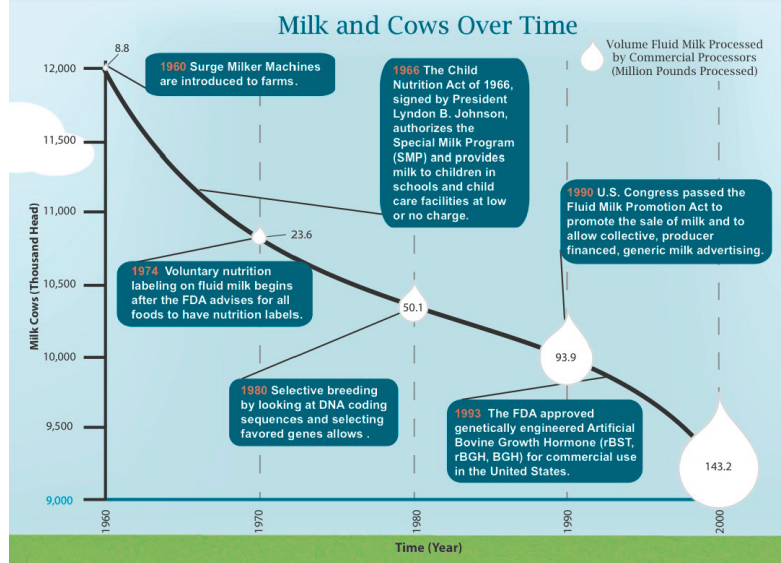 Milk and Cows Over Time
Volume Fluid Milk Processed
by Commercial Processors
(Million Pounds Processed)
8.8
1960 Surge Milker Machines
are introduced to farms.
1966 The Child
Nutrition Act of 1966,
signed by President
Lyndon B. Johnson,
authorizes the
Special Milk Program
(SMP) and provides
milk to children in
schools and child
care facilities at low
or no charge.
1990 U.S. Congress passed the
Fluid Milk Promotion Act to
promote the sale of milk and to
allow collective, producer
financed, generic milk advertising.
23.6
1974 Voluntary nutrition
labeling on fluid milk begins
after the FDA advises for all
foods to have nutrition labels.
50.1
93.9
1980 Selective breeding
by looking at DNA coding
sequences and selecting
favored genes allows .
1993 The FDA approved
genetically engineered Artificial
Bovine Growth Hormone (rBST,
rBGH, BGH) for commercial use
in the United States.
143.2
Milk Cows (Thousand Head)
12,000
11,500
11,000
10,500
10,000
9,500
9,000
1960
1970
1980
1990
2000
Time (Year)